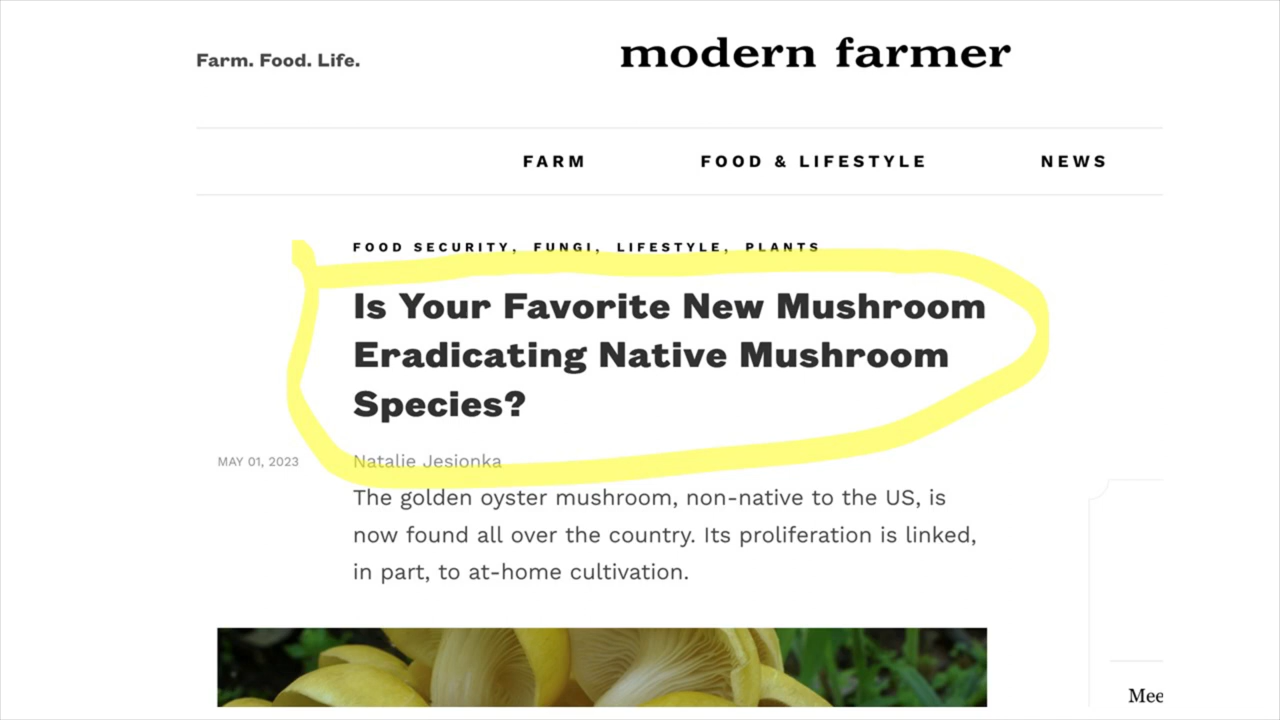 Farm. Food. Life.
modern farmer
FARM
FOOD & LIFESTYLE
NEWS
FOOD SECURITY, FUNGI, LIFESTYLE, PLANTS
Is Your Favorite New Mushroom
Eradicating Native Mushroom
Species?
MAY 01, 2023
Natalie Jesionka
The golden oyster mushroom, non-native to the US, is
now found all over the country. Its proliferation is linked,
in part, to at-home cultivation.
Mee